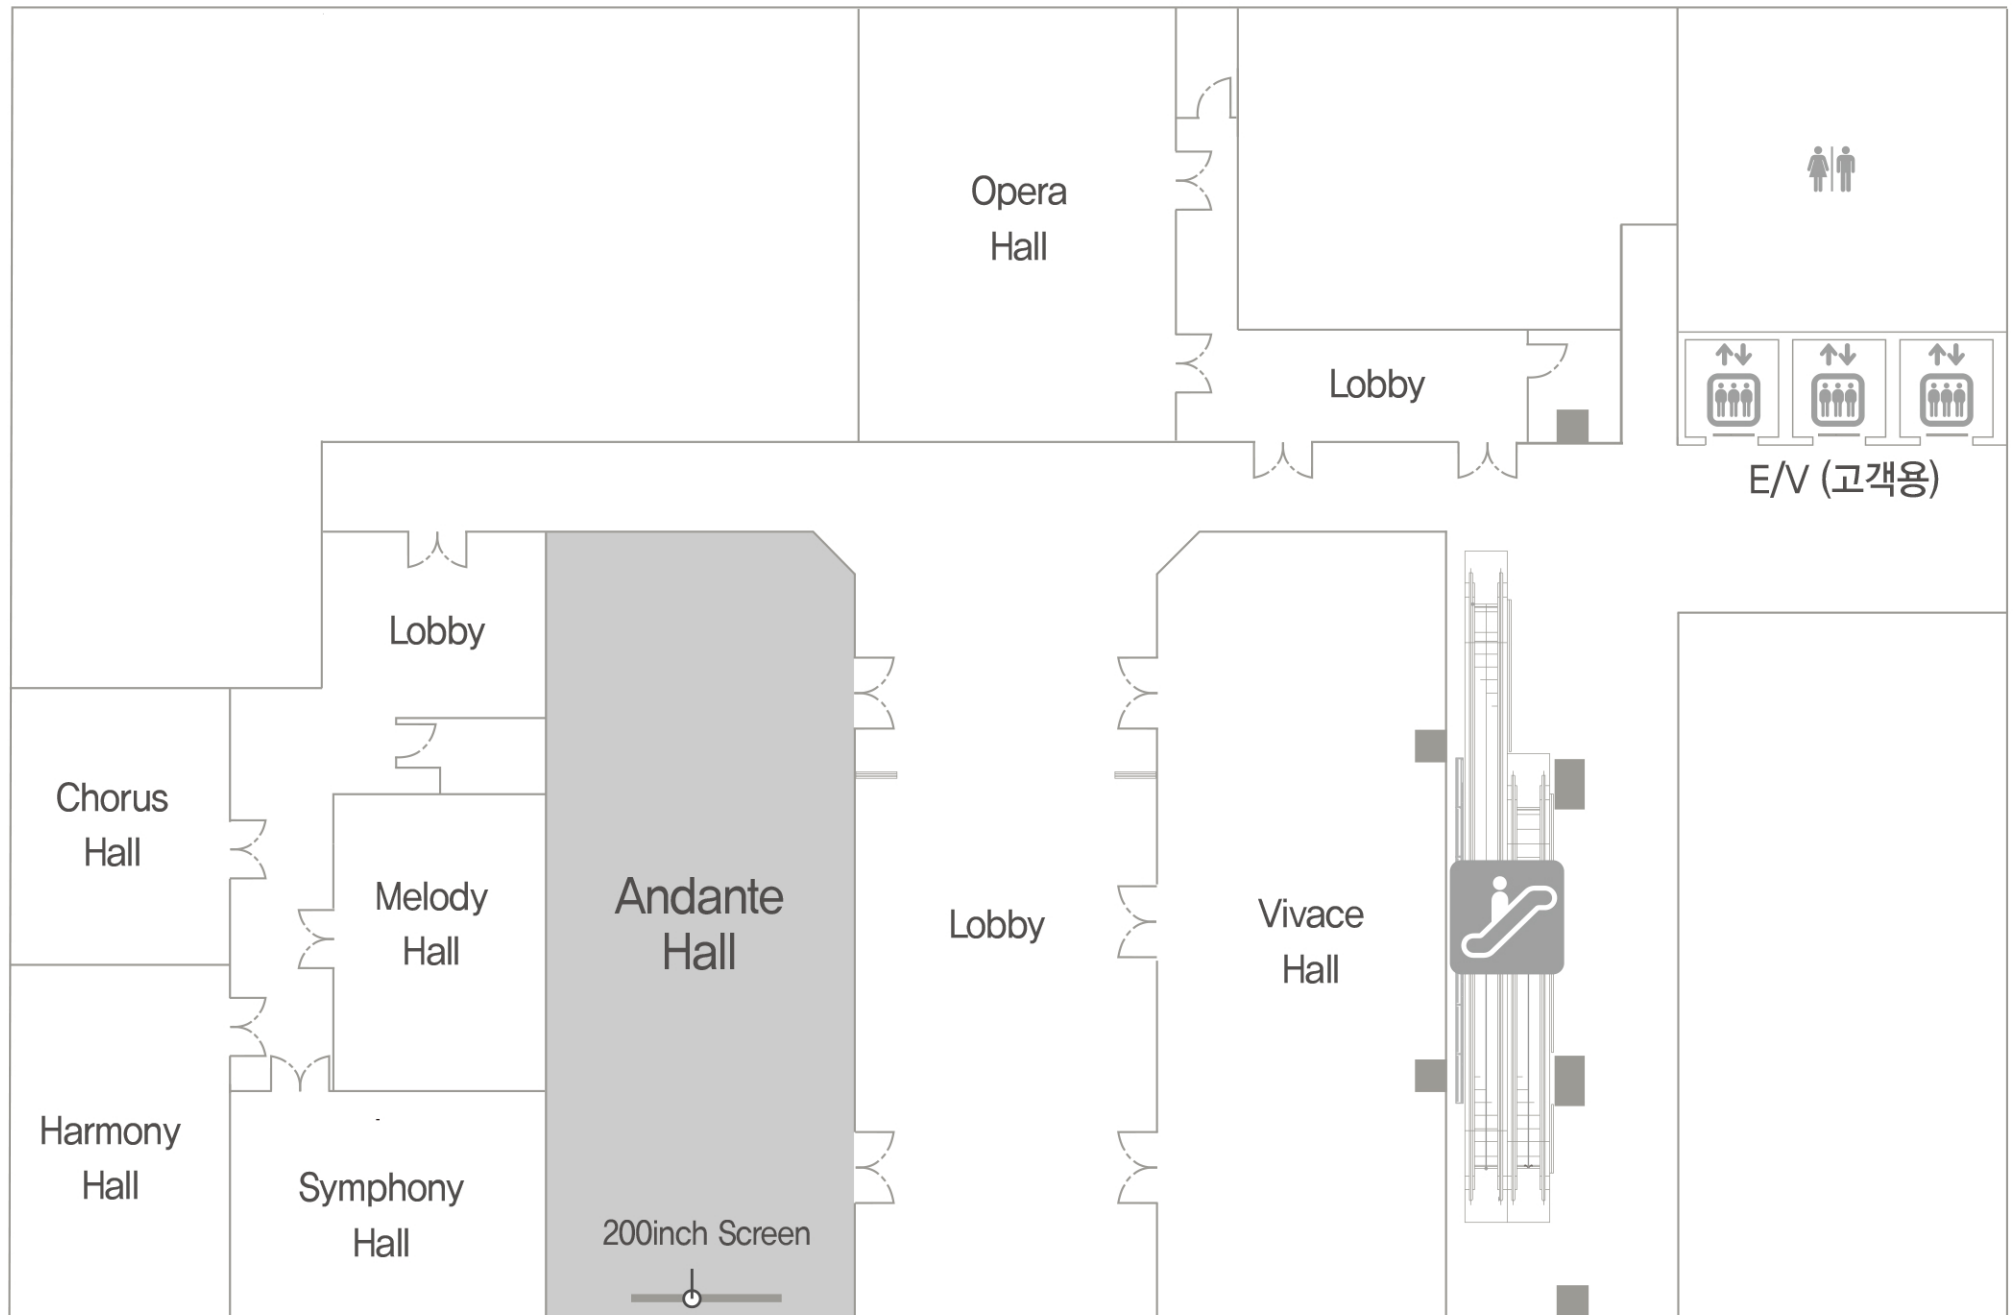 Opera
Hall
Lobby
E/V (고객용)
Lobby
Chorus
Hall
Melody
Hall
Andante
Hall
Lobby
Vivace
Hall
Harmony
Hall
Symphony
Hall
200inch Screen